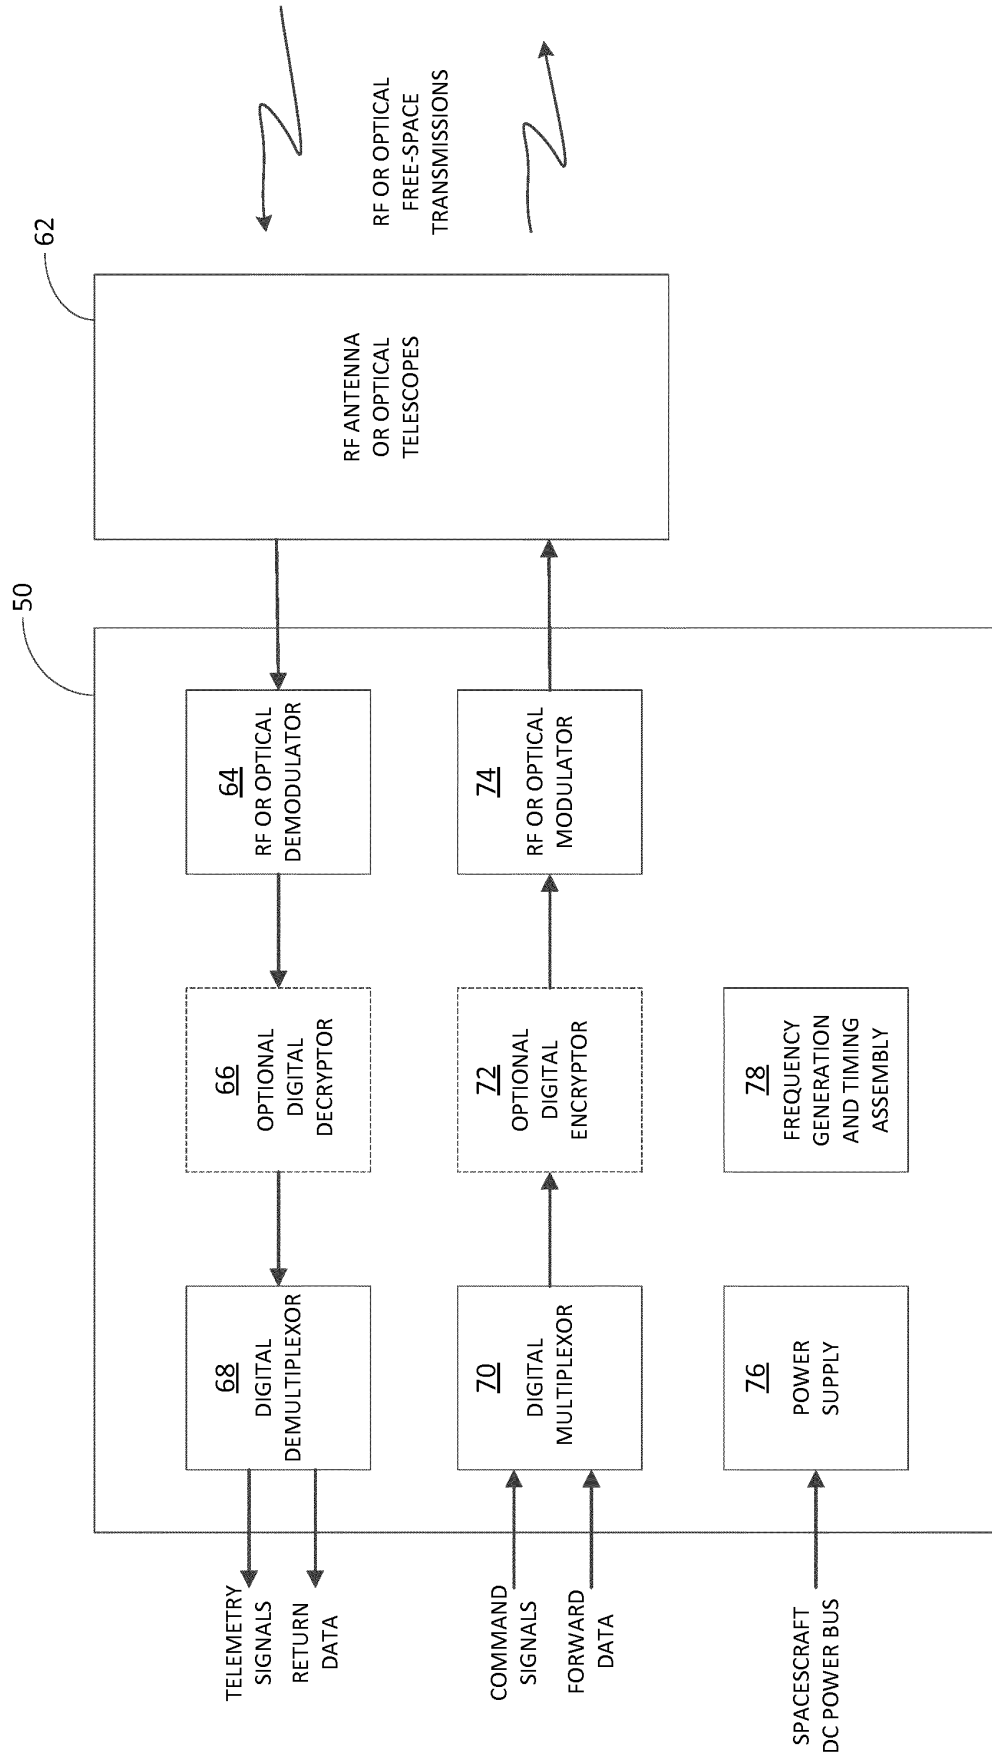 62
50
RF OR OPTICAL
FREE-SPACE
TRANSMISSIONS
RF ANTENNA
OR OPTICAL
TELESCOPES
64
RF OR OPTICAL
DEMODULATOR
74
RF OR OPTICAL
MODULATOR
66
OPTIONAL
DIGITAL
DECRYPTOR
72
OPTIONAL
DIGITAL
ENCRYPTOR
78
FREQUENCY
GENERATION
AND TIMING
ASSEMBLY
68
DIGITAL
DEMULTIPLEXOR
70
DIGITAL
MULTIPLEXOR
76
POWER
SUPPLY
TELEMETRY
SIGNALS
RETURN
DATA
COMMAND
SIGNALS
FORWARD
DATA
SPACESCRAFT
DC POWER BUS